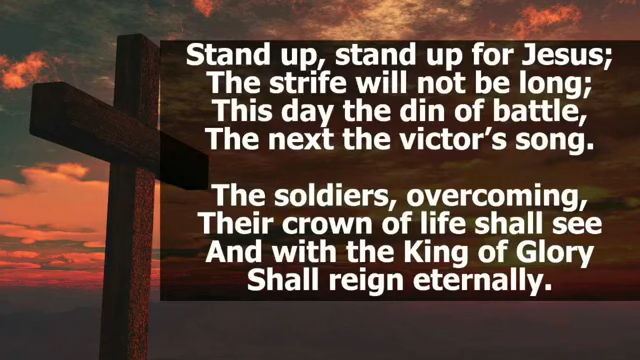 Stand up, stand up for Jesus;
The strife will not be long;
This day the din of battle,
The next the victor's song.
The soldiers, overcoming,
Their crown of life shall see
And with the King of Glory
Shall reign eternally.